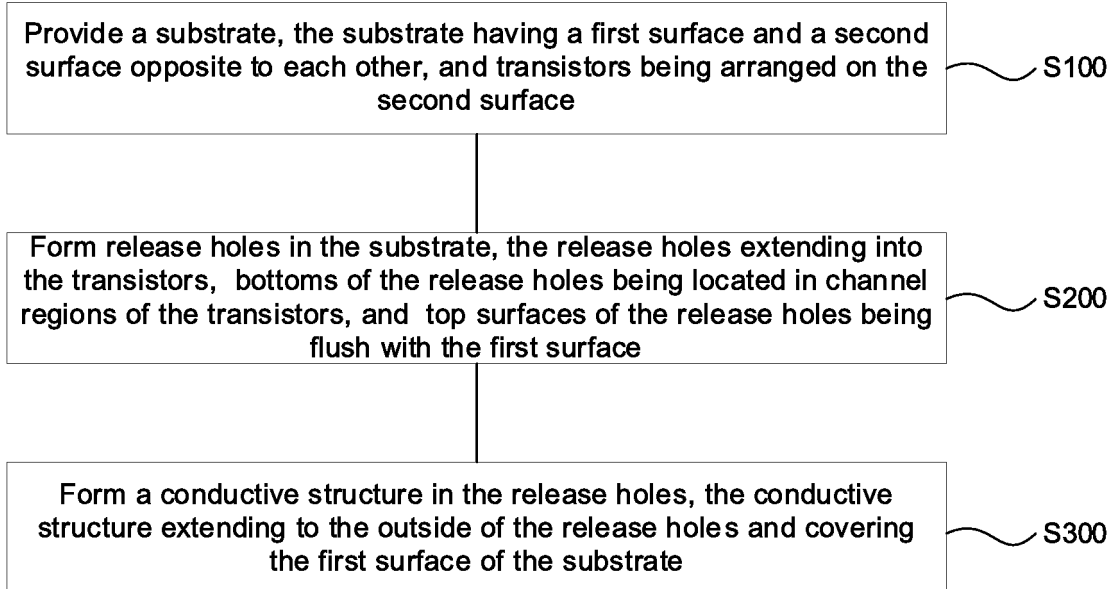 Provide a substrate, the substrate having a first surface and a second
surface opposite to each other, and transistors being arranged on the
second surface
S100
Form release holes in the substrate, the release holes extending into
the transistors, bottoms of the release holes being located in channel
regions of the transistors, and top surfaces of the release holes being
flush with the first surface
S200
Form a conductive structure in the release holes, the conductive
structure extending to the outside of the release holes and covering
the first surface of the substrate
S300